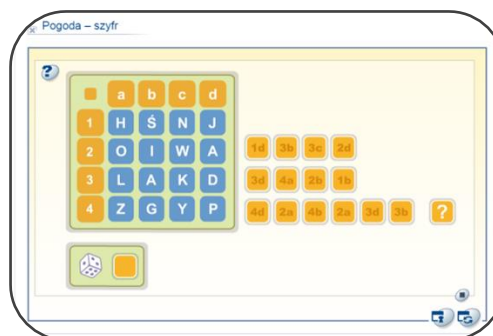 Pogoda – szyfr
?
a b c d
1 H Ś N J
2 O I W A
3 L A K D
4 Z G Y P
1d 3b 3c 2d
3d 4a 2b 1b
4d 2a 4b 2a 3d 3b ?